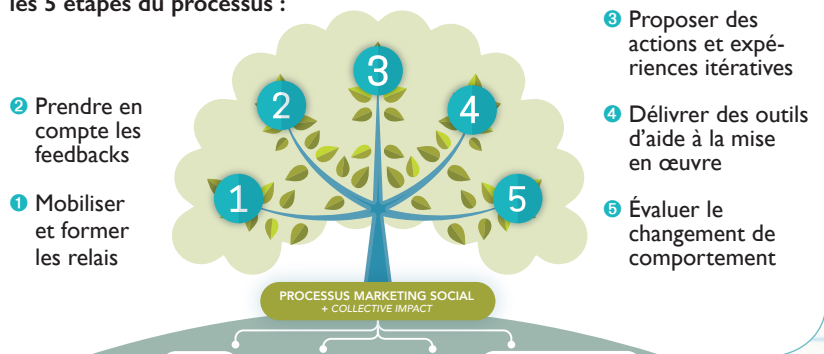 les 5 étapes du processus :
❷ Prendre en
compte les
feedbacks
❶ Mobiliser
et former
les relais
1
2
3
4
5
❸ Proposer des
actions et expé-
riences itératives
❹ Délivrer des outils
d’aide à la mise
en œuvre
❺ Évaluer le
changement de
comportement
PROCESSUS MARKETING SOCIAL
+ COLLECTIVE IMPACT